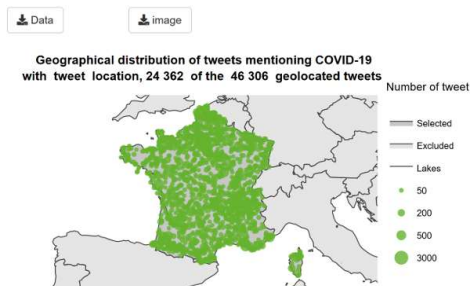 Data
image
Geographical distribution of tweets mentioning COVID-19
with tweet location, 24 362 of the 46 306 geolocated tweets
Number of tweet
Selected
Excluded
Lakes
50
200
500
3000